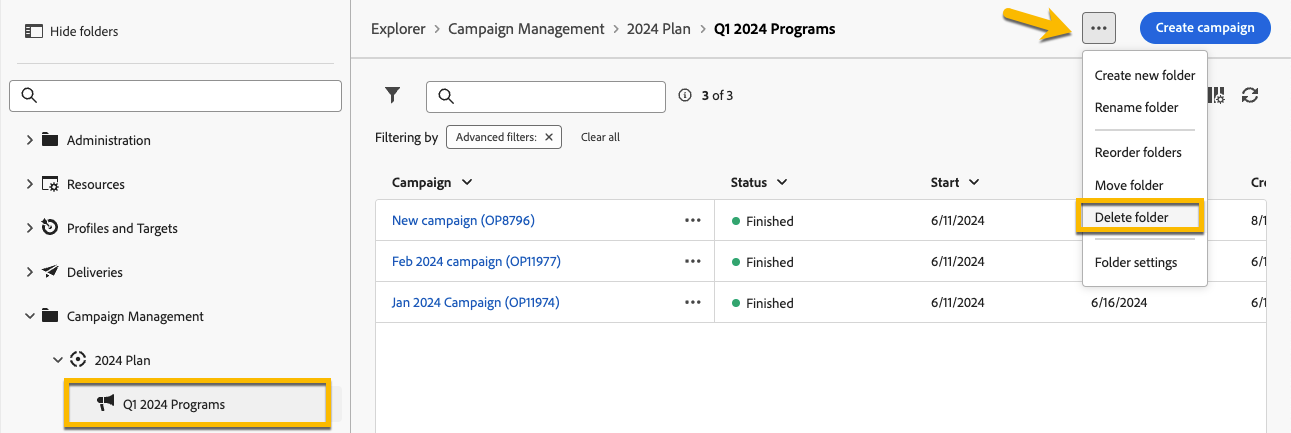 Hide folders
Administration
Resources
Profiles and Targets
Deliveries
Campaign Management
2024 Plan
Q1 2024 Programs
Explorer > Campaign Management > 2024 Plan > Q1 2024 Programs
Create campaign
3 of 3
Filtering by Advanced filters: Clear all
Campaign Status Start Cre
New campaign (OP8796) Finished 6/11/2024 8/1
Feb 2024 campaign (OP11977) Finished 6/11/2024 6/1
Jan 2024 Campaign (OP11974) Finished 6/11/2024 6/16/2024 6/1
Create new folder
Rename folder
Reorder folders
Move folder
Delete folder
Folder settings